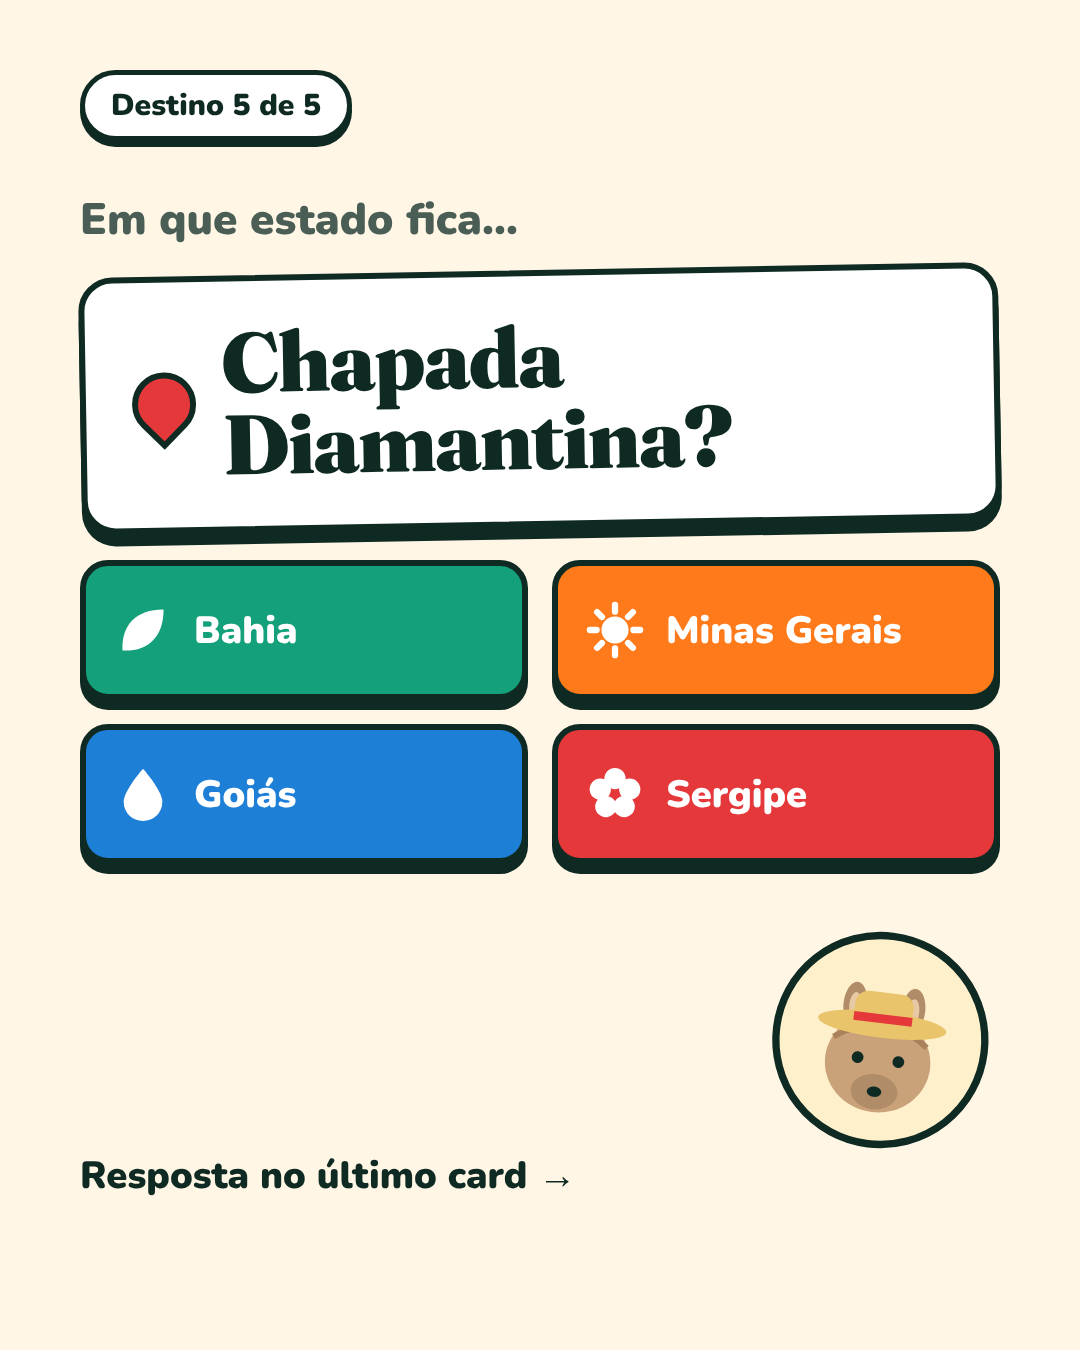 Destino 5 de 5
Em que estado fica...
Chapada
Diamantina?
Bahia
Minas Gerais
Goiás
Sergipe
Resposta no último card →